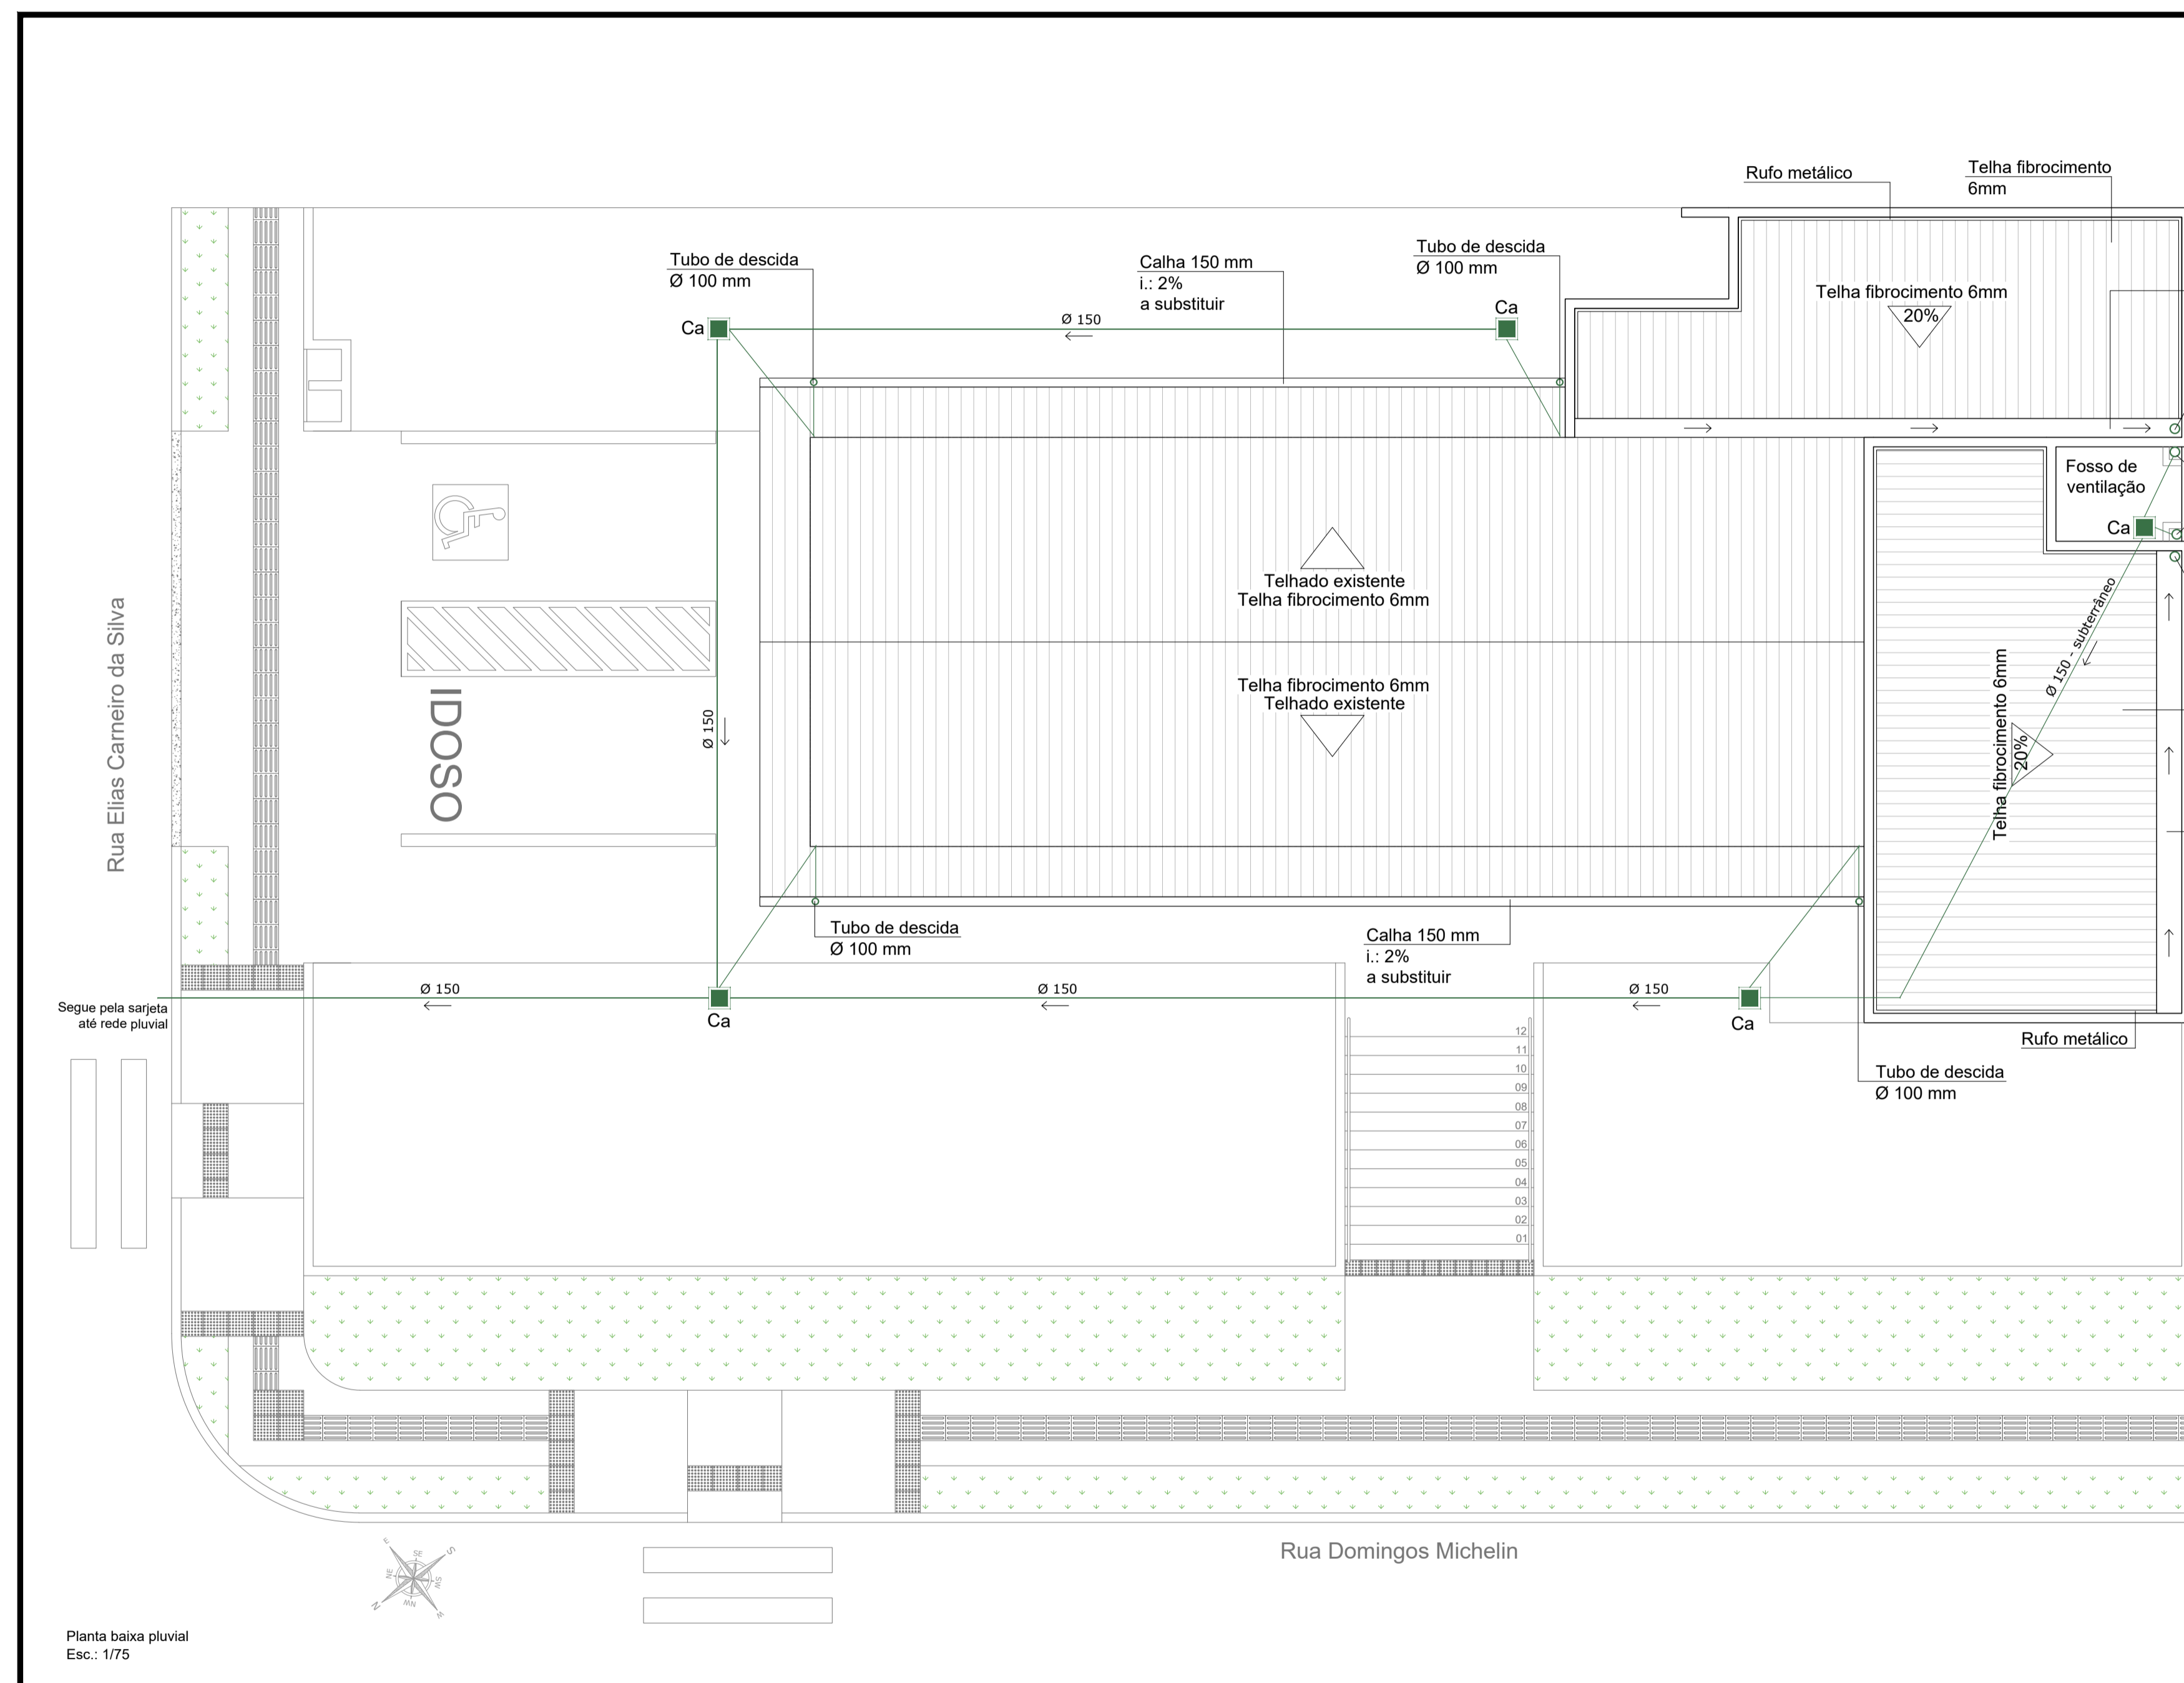 Rufo metálico
Telha fibrocimento
6mm
Tubo de descida
Ø 100 mm
Calha 150 mm
i.: 2%
a substituir
Tubo de descida
Ø 100 mm
Telha fibrocimento 6mm
20%
Ca
Ø 150
Ca
Fosso de
ventilação
Ca
Ø 150 - subterrâneo
Telhado existente
Telha fibrocimento 6mm
Telha fibrocimento 6mm
Telhado existente
Telha fibrocimento 6mm
20%
Rua Elias Carneiro da Silva
IDOSO
Ø 150
Tubo de descida
Ø 100 mm
Calha 150 mm
i.: 2%
a substituir
Segue pela sarjeta
até rede pluvial
Ø 150
Ca
Ø 150
Ø 150
Ca
Rufo metálico
Tubo de descida
Ø 100 mm
12
11
10
09
08
07
06
05
04
03
02
01
Rua Domingos Michelin
E
SE
S
NE
SW
N
NW
W
Planta baixa pluvial
Esc.: 1/75